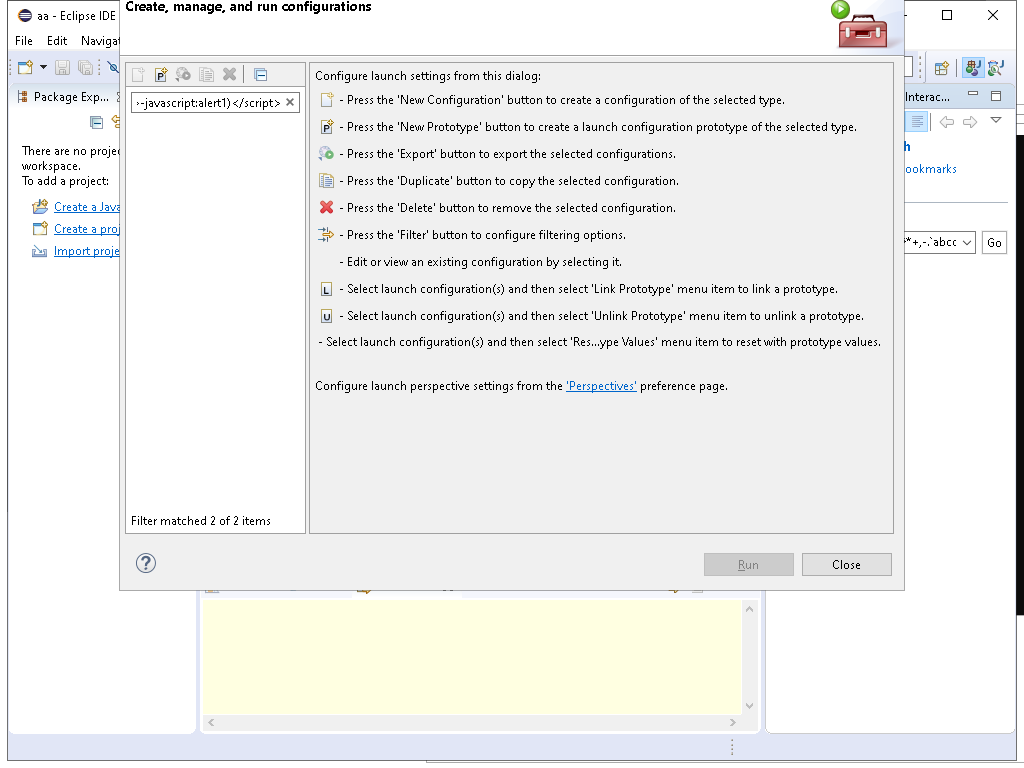 aa - Eclipse IDE
Create, manage, and run configurations
File Edit Navigat
Package Exp...
Interac...
>-javascript:alert1)</script>
There are no projec
workspace.
To add a project:
Create a Java
Create a proj
Import proje
Filter matched 2 of 2 items
Configure launch settings from this dialog:
- Press the 'New Configuration' button to create a configuration of the selected type.
- Press the 'New Prototype' button to create a launch configuration prototype of the selected type.
- Press the 'Export' button to export the selected configurations.
- Press the 'Duplicate' button to copy the selected configuration.
- Press the 'Delete' button to remove the selected configuration.
- Press the 'Filter' button to configure filtering options.
- Edit or view an existing configuration by selecting it.
- Select launch configuration(s) and then select 'Link Prototype' menu item to link a prototype.
- Select launch configuration(s) and then select 'Unlink Prototype' menu item to unlink a prototype.
- Select launch configuration(s) and then select 'Res...ype Values' menu item to reset with prototype values.
Configure launch perspective settings from the 'Perspectives' preference page.
h
ookmarks
*+,-.`abcc
Go
Run
Close